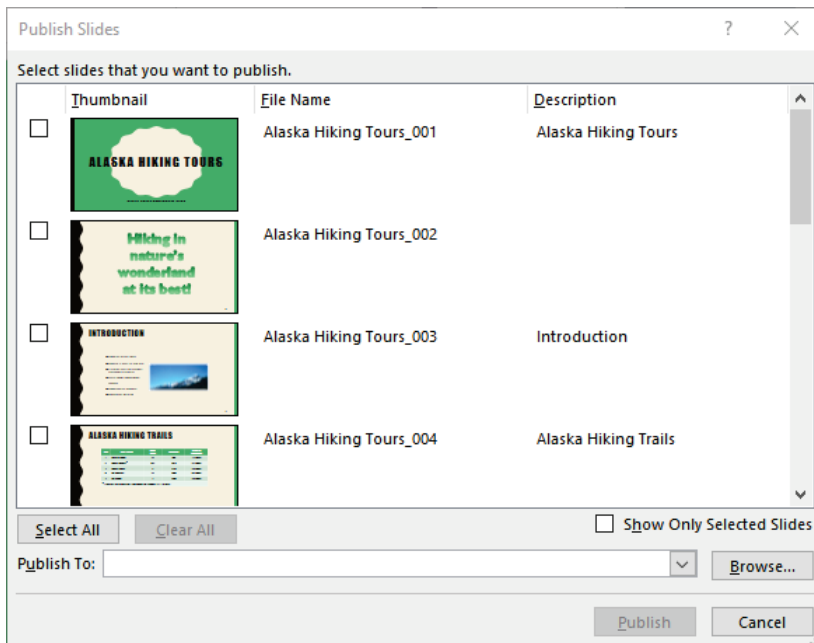 Publish Slides
?
Select slides that you want to publish.
Thumbnail File Name Description
ALASKA HIKING TOURS
Alaska Hiking Tours_001 Alaska Hiking Tours
Hiking in
nature's
wonderland
at its best!
Alaska Hiking Tours_002
INTRODUCTION
Alaska Hiking Tours_003 Introduction
ALASKA HIKING TRAILS
Alaska Hiking Tours_004 Alaska Hiking Trails
Select All Clear All Show Only Selected Slides
Publish To: Browse...
Publish Cancel